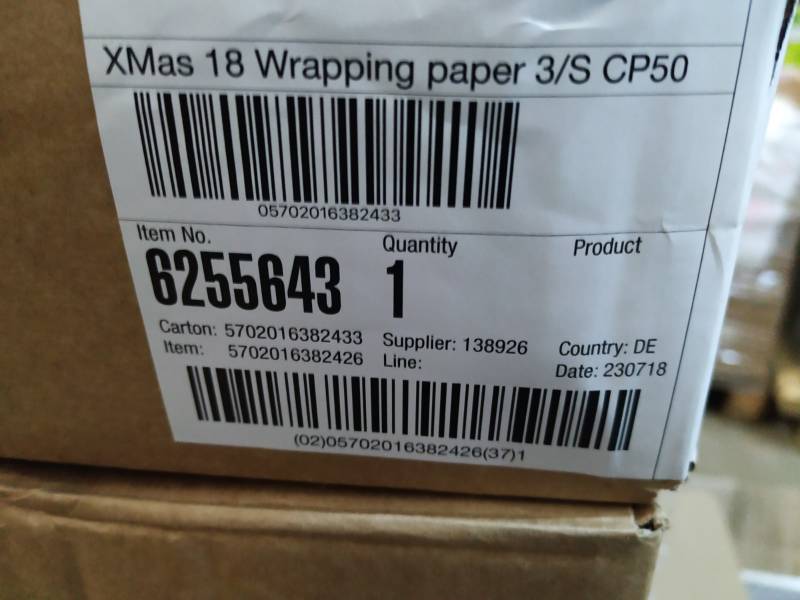 XMas 18 Wrapping paper 3/S CP50
05702016382433
Item No. Quantity Product
6255643 1
Carton: 5702016382433 Supplier: 138926 Country: DE
Item: 5702016382426 Line: Date: 230718
(02)05702016382426(37)1